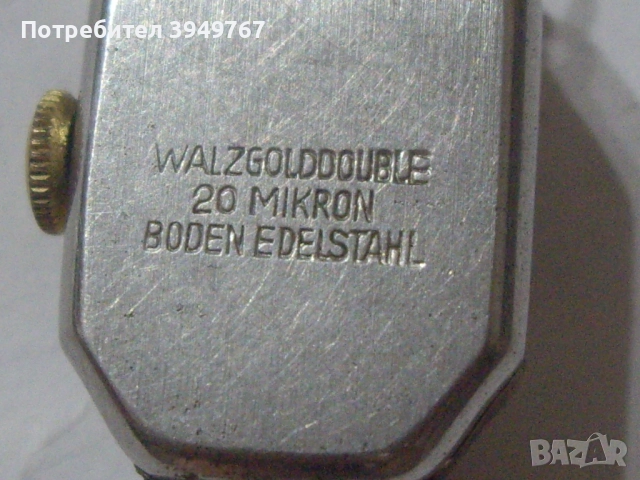 Потребител 3949767
WALZGOLDDOUBLE
20 MIKRON
BODEN EDELSTAHL
BAZAR